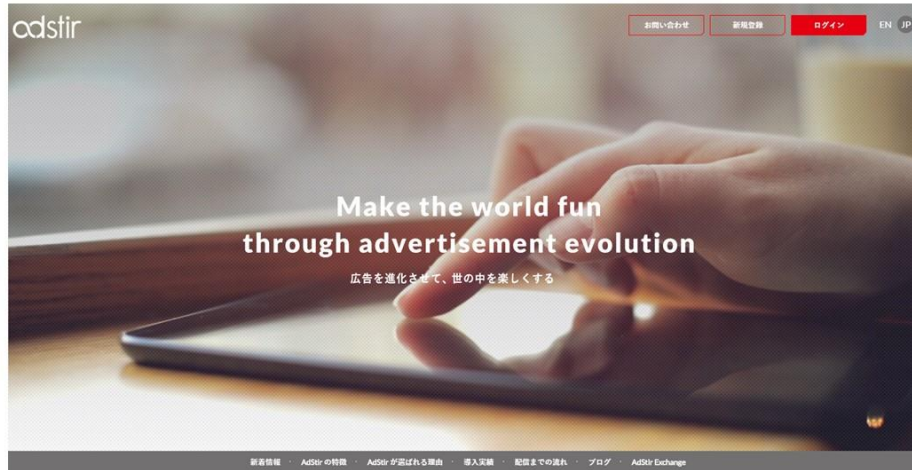 adstir
お問い合わせ
新規登録
ログイン
EN
JP
Make the world fun
through advertisement evolution
広告を進化させて、世の中を楽しくする
新着情報 · AdStir の特徴 · AdStir が選ばれる理由 · 導入実績 · 配信までの流れ · ブログ · AdStir Exchange